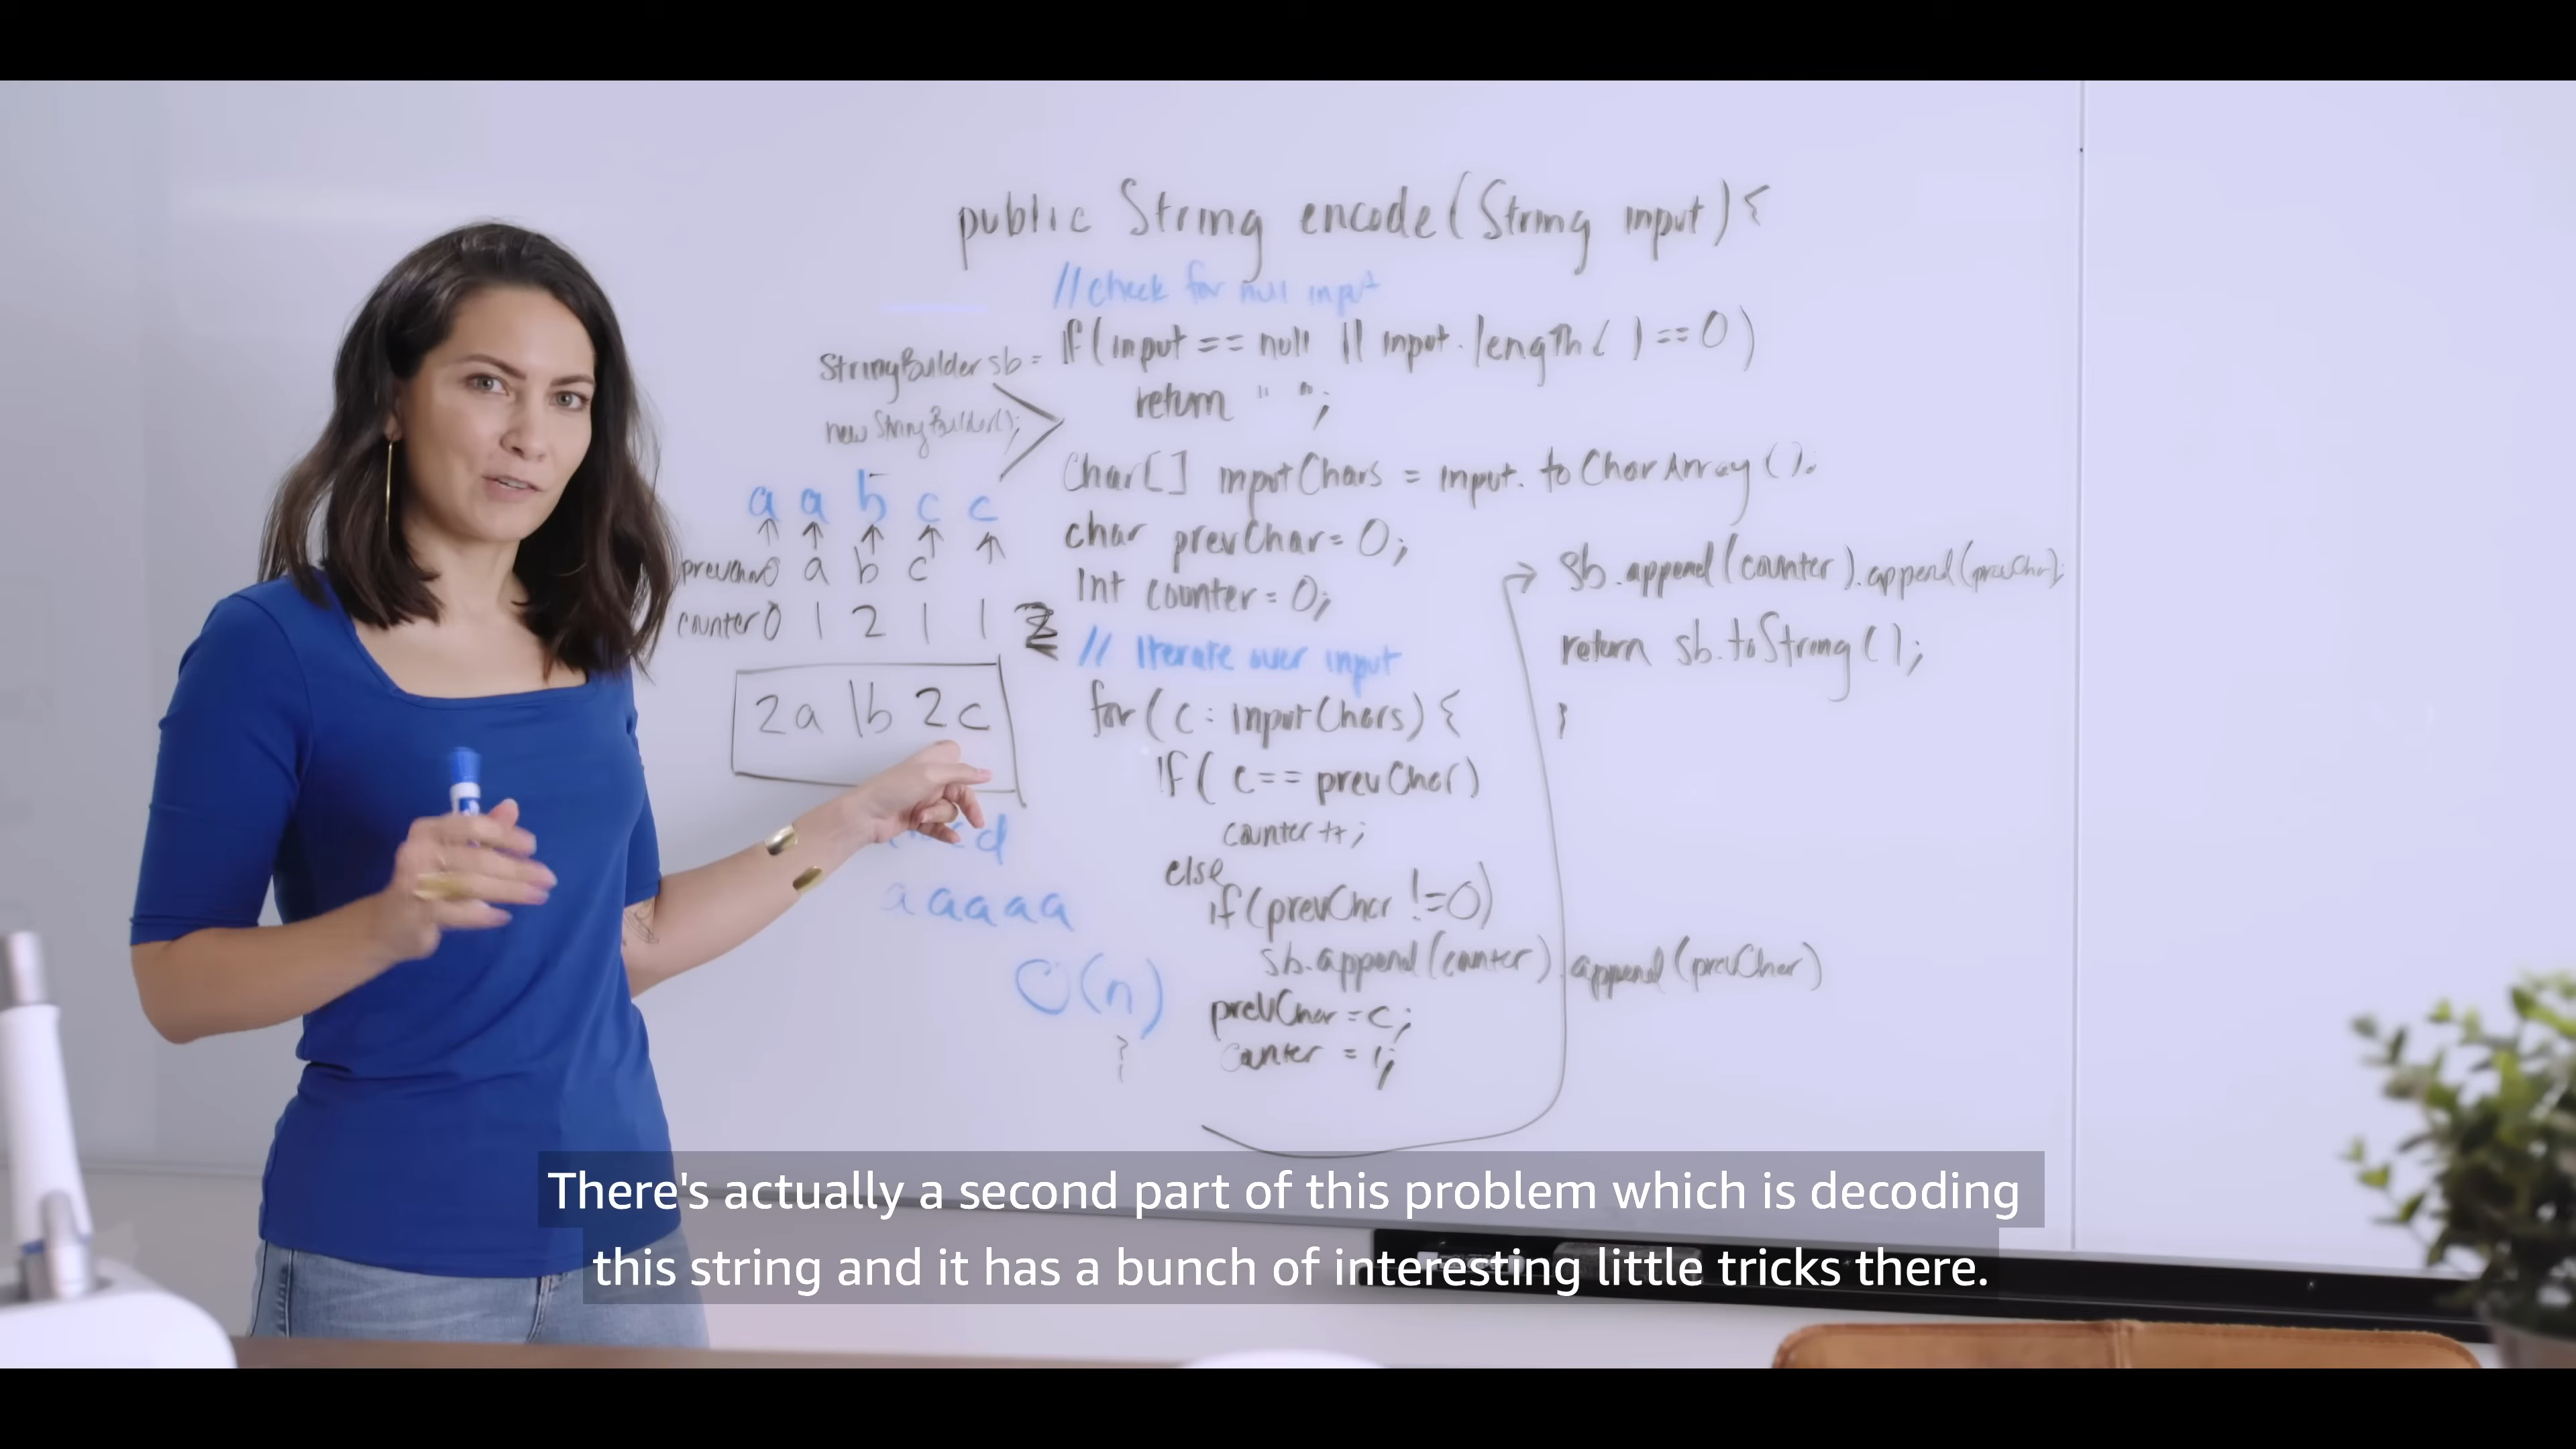 public String encode(String input){
//check for null input
StringBuilder sb =
new StringBuilder();
if(input == null || input.length( )==0)
return " ";
Char[] inputChars = input.toCharArray().
char prevChar= 0;
int counter= 0;
// Iterate over input
for( c: inputChars) {
if( c== prevChar)
counter++;
else
if(prevChar !=0)
sb.append(counter).append(prevChar)
prevChar=c;
counter = 1;
}
a a b c c
↑ ↑ ↑ ↑ ↑
prevChar0 a b c
counter0 1 2 1 1 2
2a 1b 2c
cd
aaaaa
O(n)
→ sb.append(counter).append(prevChar);
return sb.toString();
}
There's actually a second part of this problem which is decoding
this string and it has a bunch of interesting little tricks there.